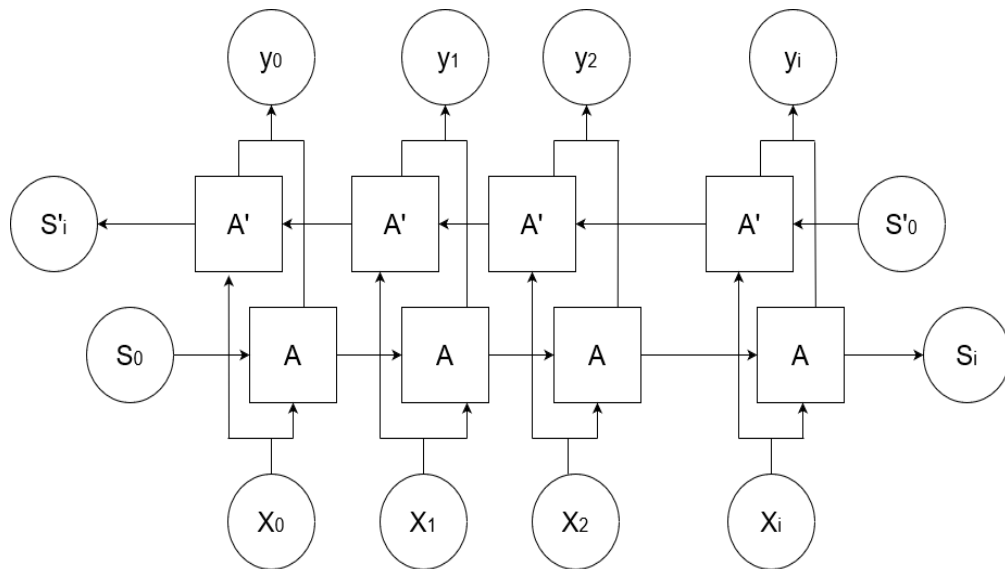 y0 y1 y2 yi
S'i A' A' A' A' S'0
S0 A A A A Si
X0 X1 X2 Xi